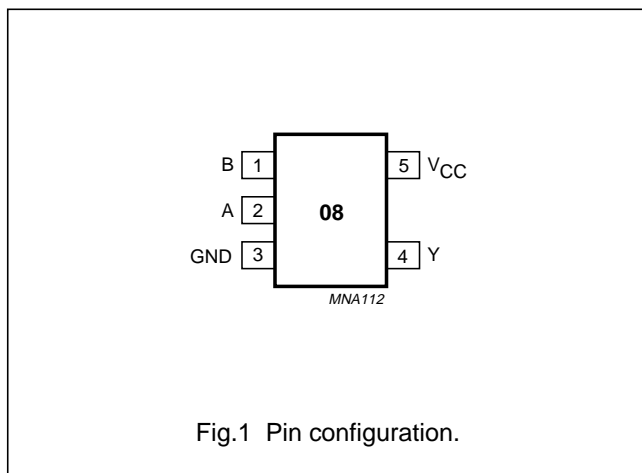 B 1 5 VCC
A 2 08
GND 3 4 Y
MNA112
Fig.1 Pin configuration.